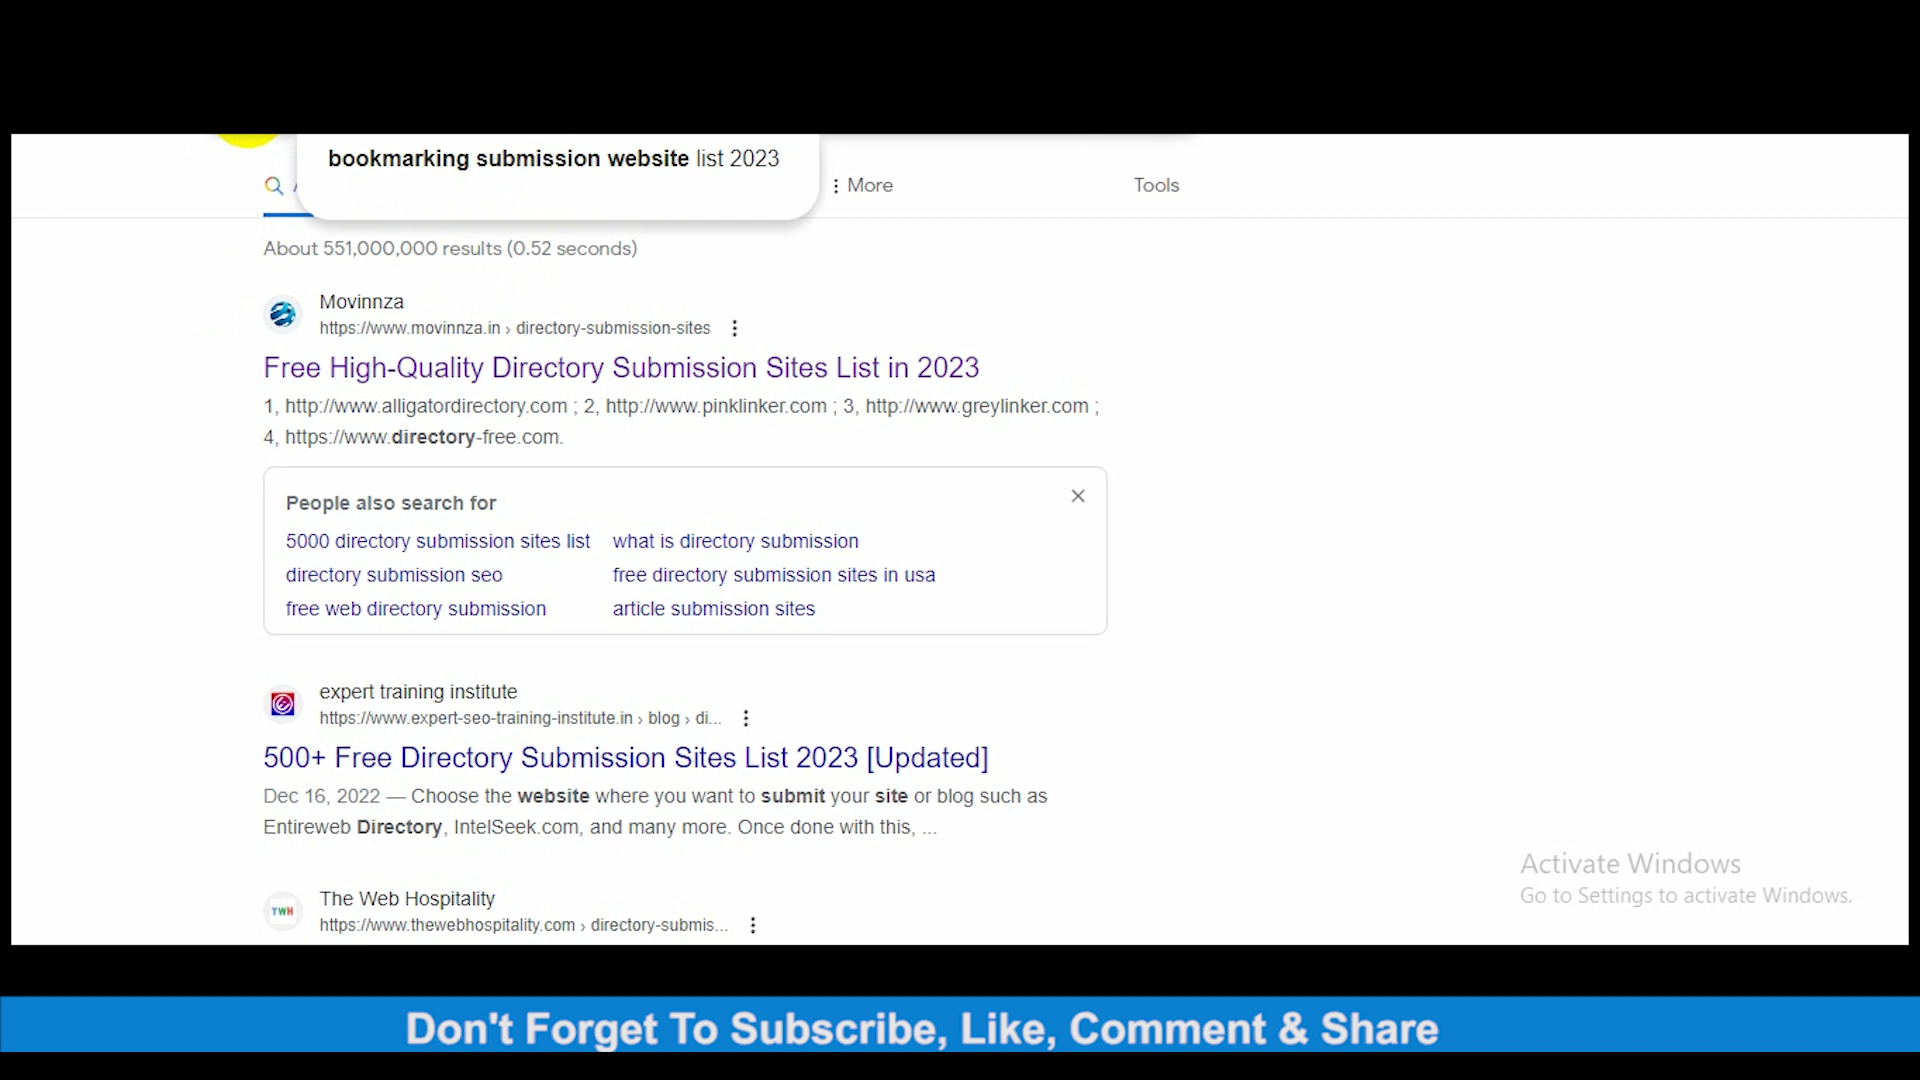 bookmarking submission website list 2023
More
Tools
About 551,000,000 results (0.52 seconds)
Movinnza
https://www.movinnza.in › directory-submission-sites
Free High-Quality Directory Submission Sites List in 2023
1, http://www.alligatordirectory.com ; 2, http://www.pinklinker.com ; 3, http://www.greylinker.com ;
4, https://www.directory-free.com.
People also search for
5000 directory submission sites list
what is directory submission
directory submission seo
free directory submission sites in usa
free web directory submission
article submission sites
expert training institute
https://www.expert-seo-training-institute.in › blog › di...
500+ Free Directory Submission Sites List 2023 [Updated]
Dec 16, 2022 — Choose the website where you want to submit your site or blog such as
Entireweb Directory, IntelSeek.com, and many more. Once done with this, ...
TWH
The Web Hospitality
https://www.thewebhospitality.com › directory-submis...
Activate Windows
Go to Settings to activate Windows.
Don't Forget To Subscribe, Like, Comment & Share